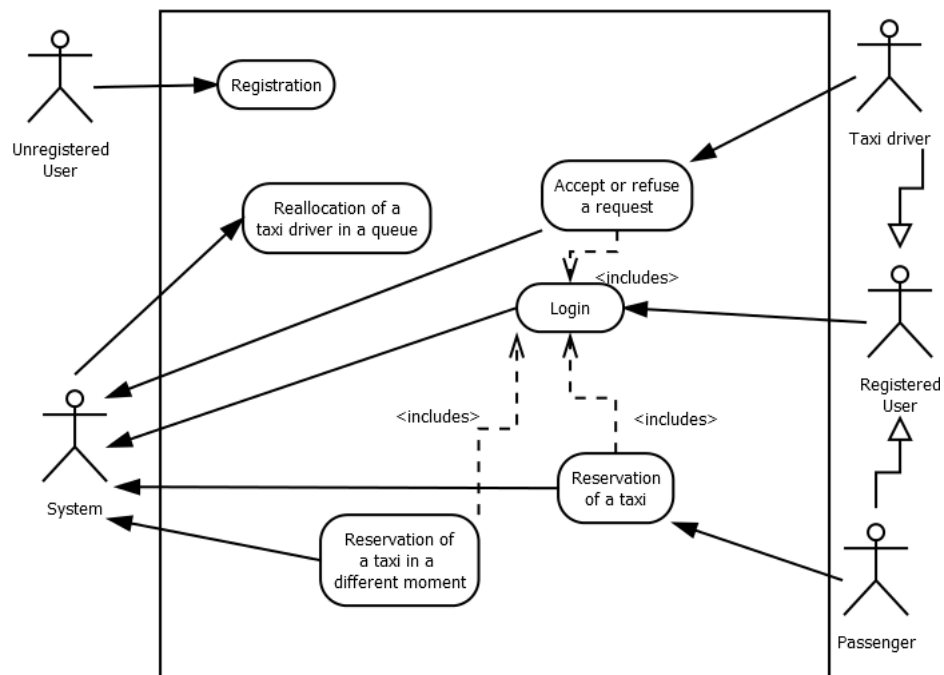 Registration
Unregistered
User
Taxi driver
Accept or refuse
a request
Reallocation of a
taxi driver in a queue
<includes>
Login
Registered
User
<includes>
<includes>
Reservation
of a taxi
System
Reservation of
a taxi in a
different moment
Passenger